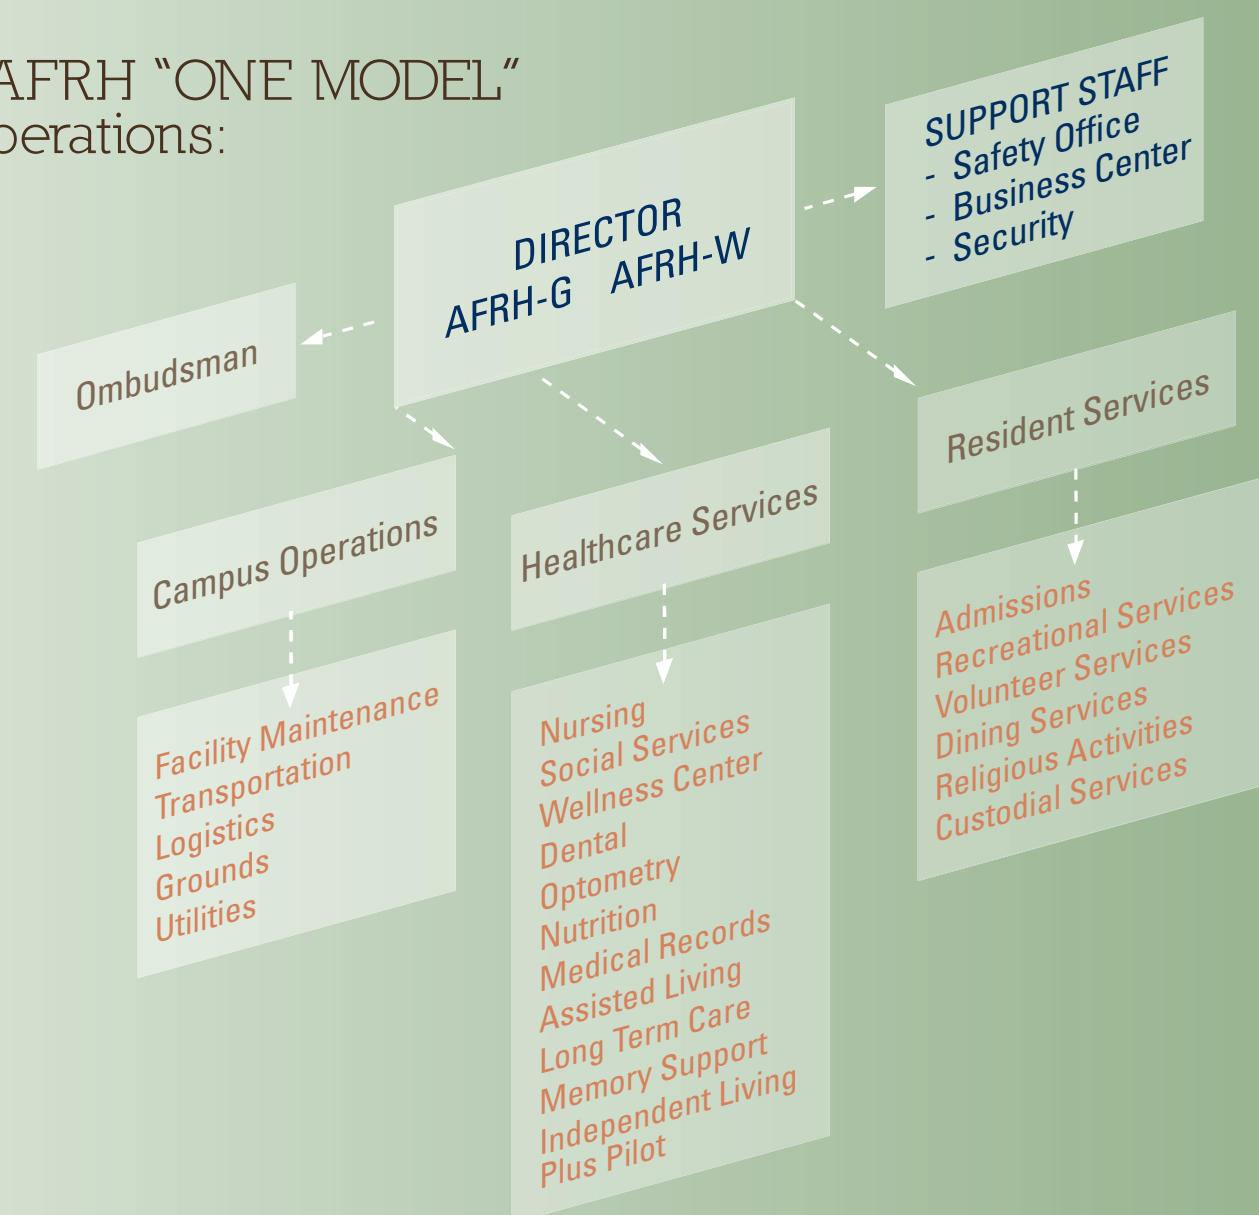 AFRH “ONE MODEL”
perations:
SUPPORT STAFF
- Safety Office
- Business Center
- Security
DIRECTOR
AFRH-G AFRH-W
Ombudsman
Resident Services
Campus Operations
Healthcare Services
Admissions
Recreational Services
Volunteer Services
Dining Services
Religious Activities
Custodial Services
Facility Maintenance
Transportation
Logistics
Grounds
Utilities
Nursing
Social Services
Wellness Center
Dental
Optometry
Nutrition
Medical Records
Assisted Living
Long Term Care
Memory Support
Independent Living
Plus Pilot